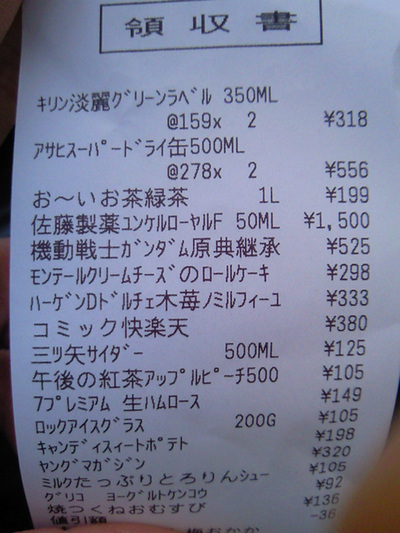 領収書
ｷﾘﾝ淡麗ｸﾞﾘｰﾝﾗﾍﾞﾙ 350ML
@159x 2 ¥318
ｱｻﾋｽｰﾊﾟｰﾄﾞﾗｲ缶500ML
@278x 2 ¥556
お～いお茶緑茶 1L ¥199
佐藤製薬ﾕﾝｹﾙﾛｰﾔﾙF 50ML ¥1,500
機動戦士ｶﾞﾝﾀﾞﾑ原典継承 ¥525
ﾓﾝﾃｰﾙｸﾘｰﾑﾁｰｽﾞのﾛｰﾙｹｰｷ ¥298
ﾊｰｹﾞﾝDﾄﾞﾙﾁｪ木苺ﾉﾐﾙﾌｨｰﾕ ¥333
コミック快楽天 ¥380
三ツ矢ｻｲﾀﾞｰ 500ML ¥125
午後の紅茶ｱｯﾌﾟﾙﾋﾟｰﾁ500 ¥105
7ﾌﾟﾚﾐｱﾑ 生ﾊﾑﾛｰｽ ¥149
ﾛｯｸｱｲｽｸﾞﾗｽ 200G ¥105
ｷｬﾝﾃﾞｨｽｨｰﾄﾎﾟﾃﾄ ¥198
ﾔﾝｸﾞﾏｶﾞｼﾞﾝ ¥320
ﾐﾙｸたっぷりとろりんｼｭｰ ¥105
ｸﾞﾘｺ ﾖｰｸﾞﾙﾄｹﾝｺｳ ¥92
焼つくねおむすび ¥136
値引額 -36